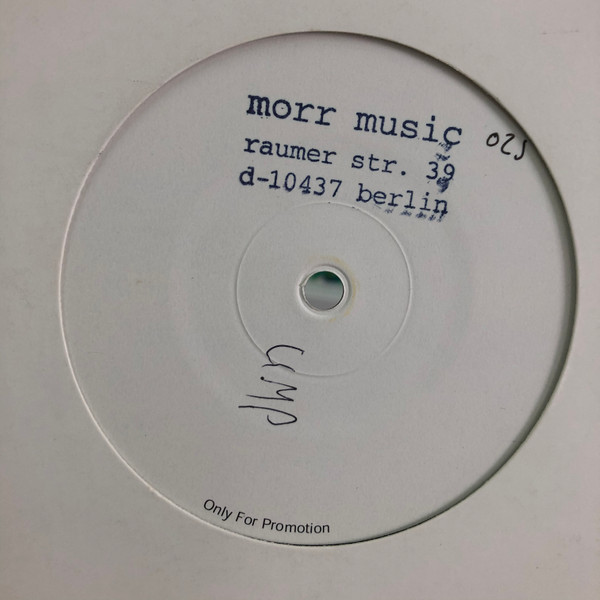 morr music
raumer str. 39
d-10437 berlin
025
Only For Promotion